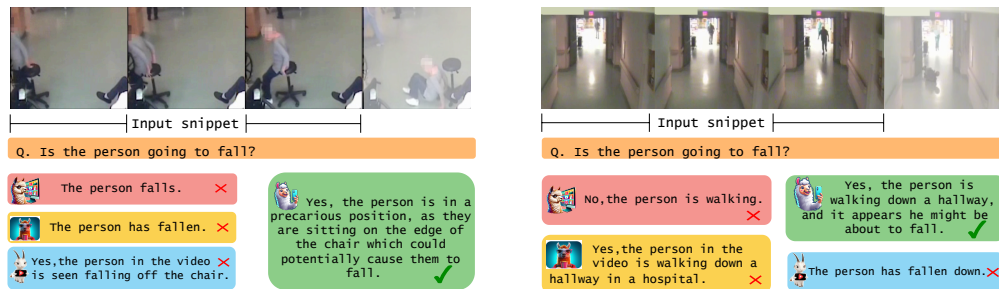 Input snippet
Q. Is the person going to fall?
The person falls.
The person has fallen.
Yes,the person in the video
is seen falling off the chair.
Yes, the person is in a
precarious position, as they
are sitting on the edge of
the chair which could
potentially cause them to
fall.
Input snippet
Q. Is the person going to fall?
No,the person is walking.
Yes,the person in the
video is walking down a
hallway in a hospital.
Yes, the person is
walking down a hallway,
and it appears he might be
about to fall.
The person has fallen down.